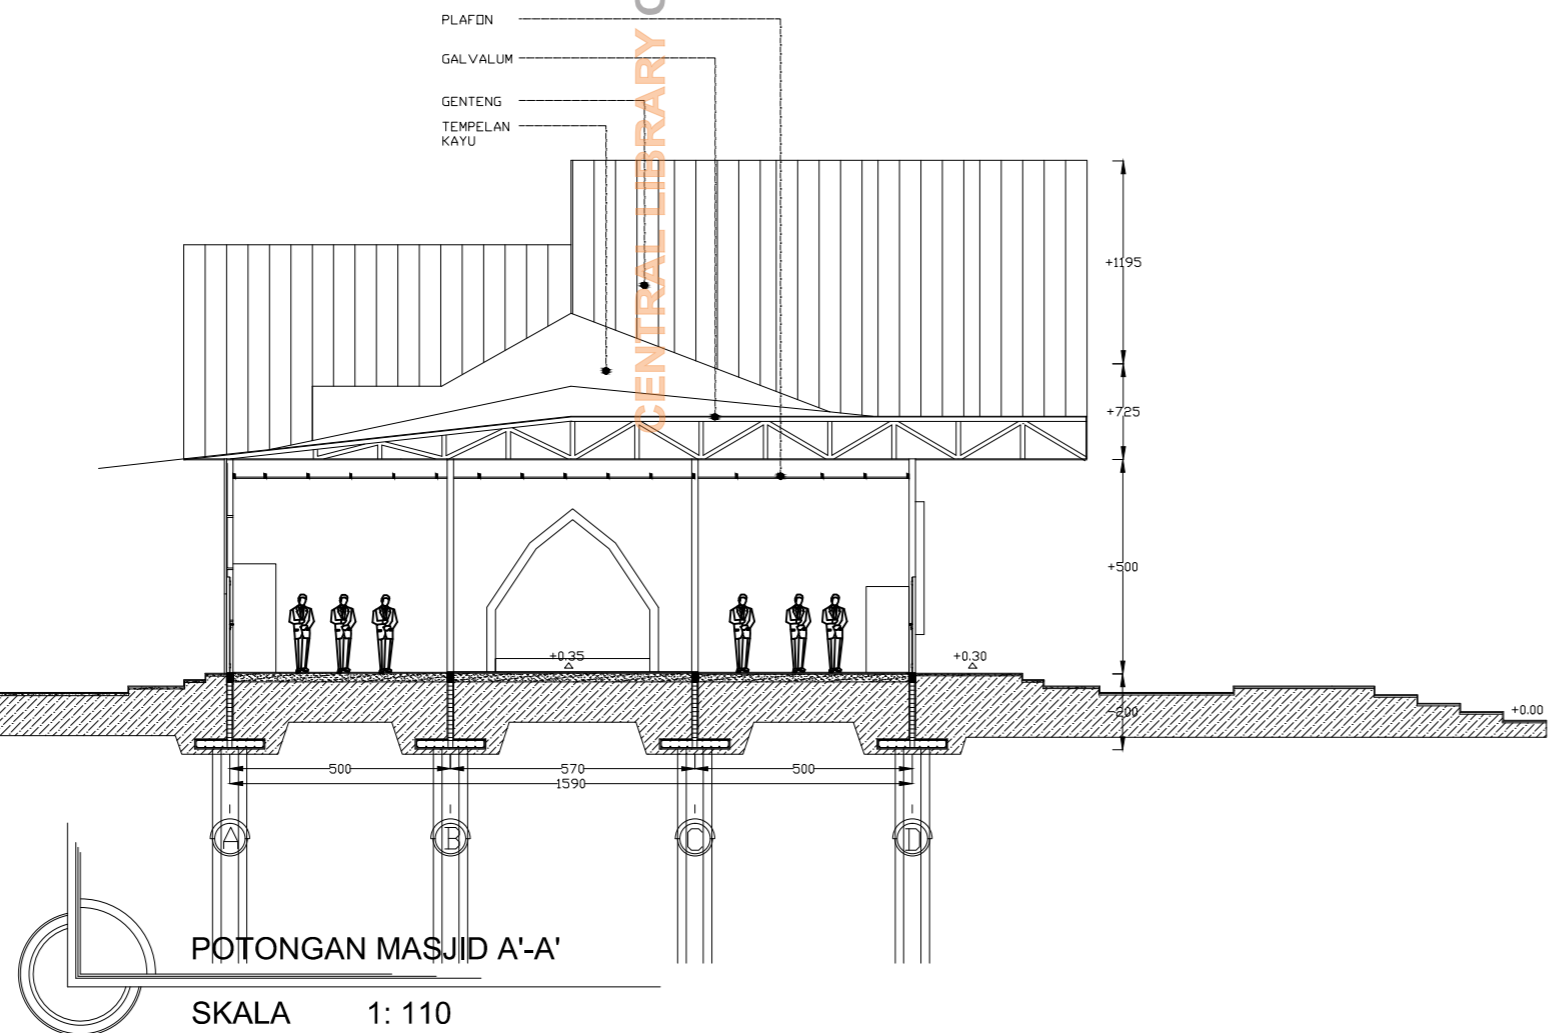 PLAFON
GALVALUM
GENTENG
TEMPELAN
KAYU
CENTRAL LIBRARY
+1195
+725
+500
+0.35
+0.30
-200
+0.00
500
570
500
1590
A
B
C
D
POTONGAN MASJID A'-A'
SKALA 1: 110